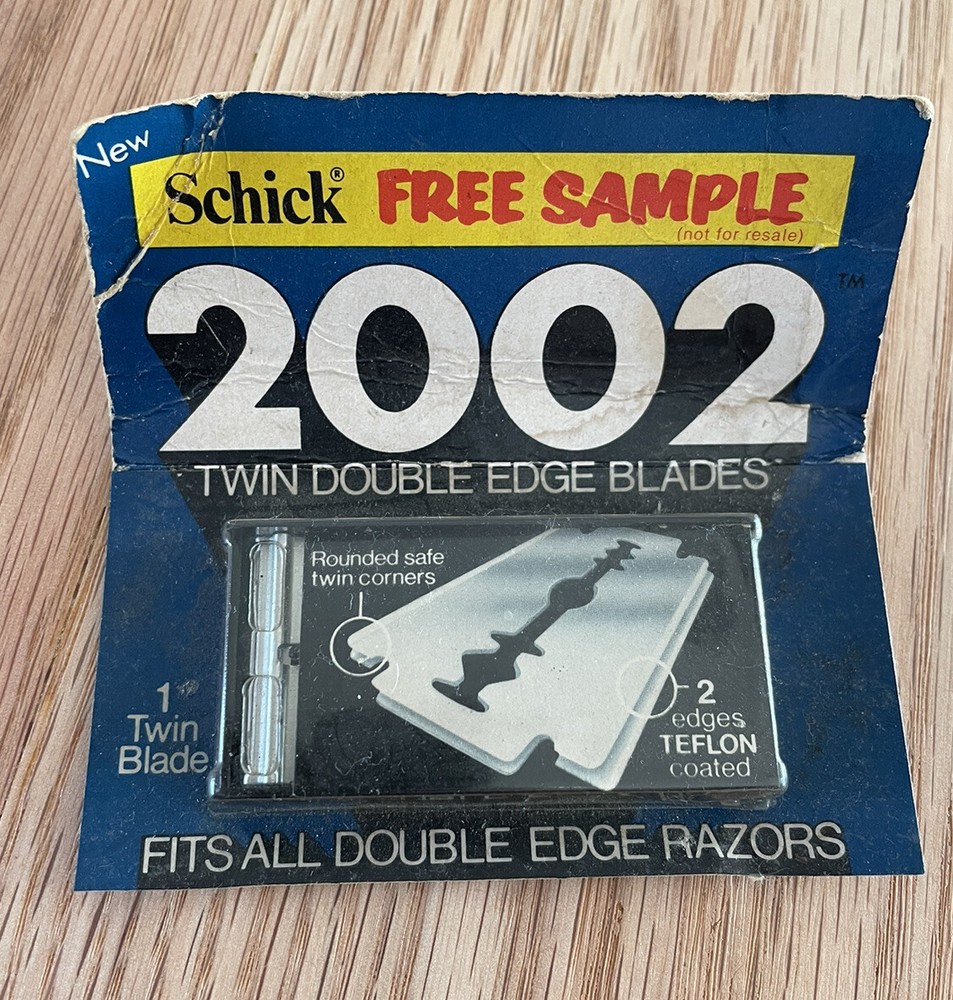 New
Schick® FREE SAMPLE
(not for resale)
2002™
TWIN DOUBLE EDGE BLADES
Rounded safe
twin corners
2
edges
TEFLON
coated
1
Twin
Blade
FITS ALL DOUBLE EDGE RAZORS